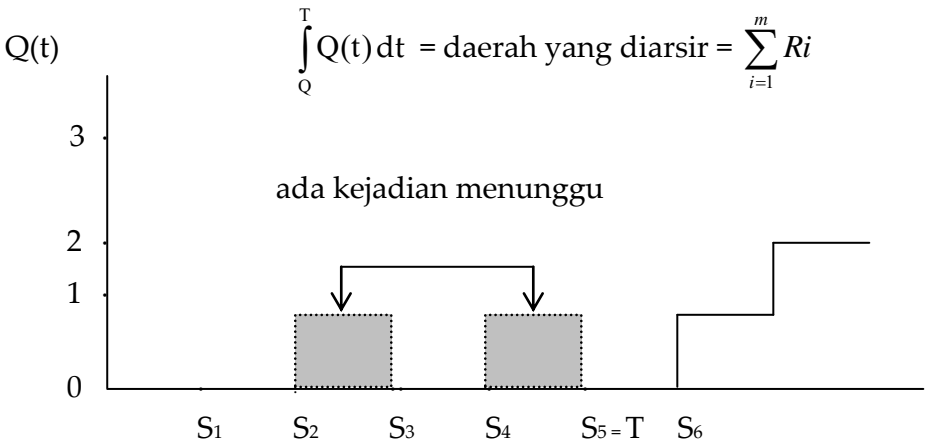 Q(t) ∫_Q^T Q(t) dt = daerah yang diarsir = ∑_{i=1}^{m} Ri
3
ada kejadian menunggu
2
1
0
S1 S2 S3 S4 S5 = T S6